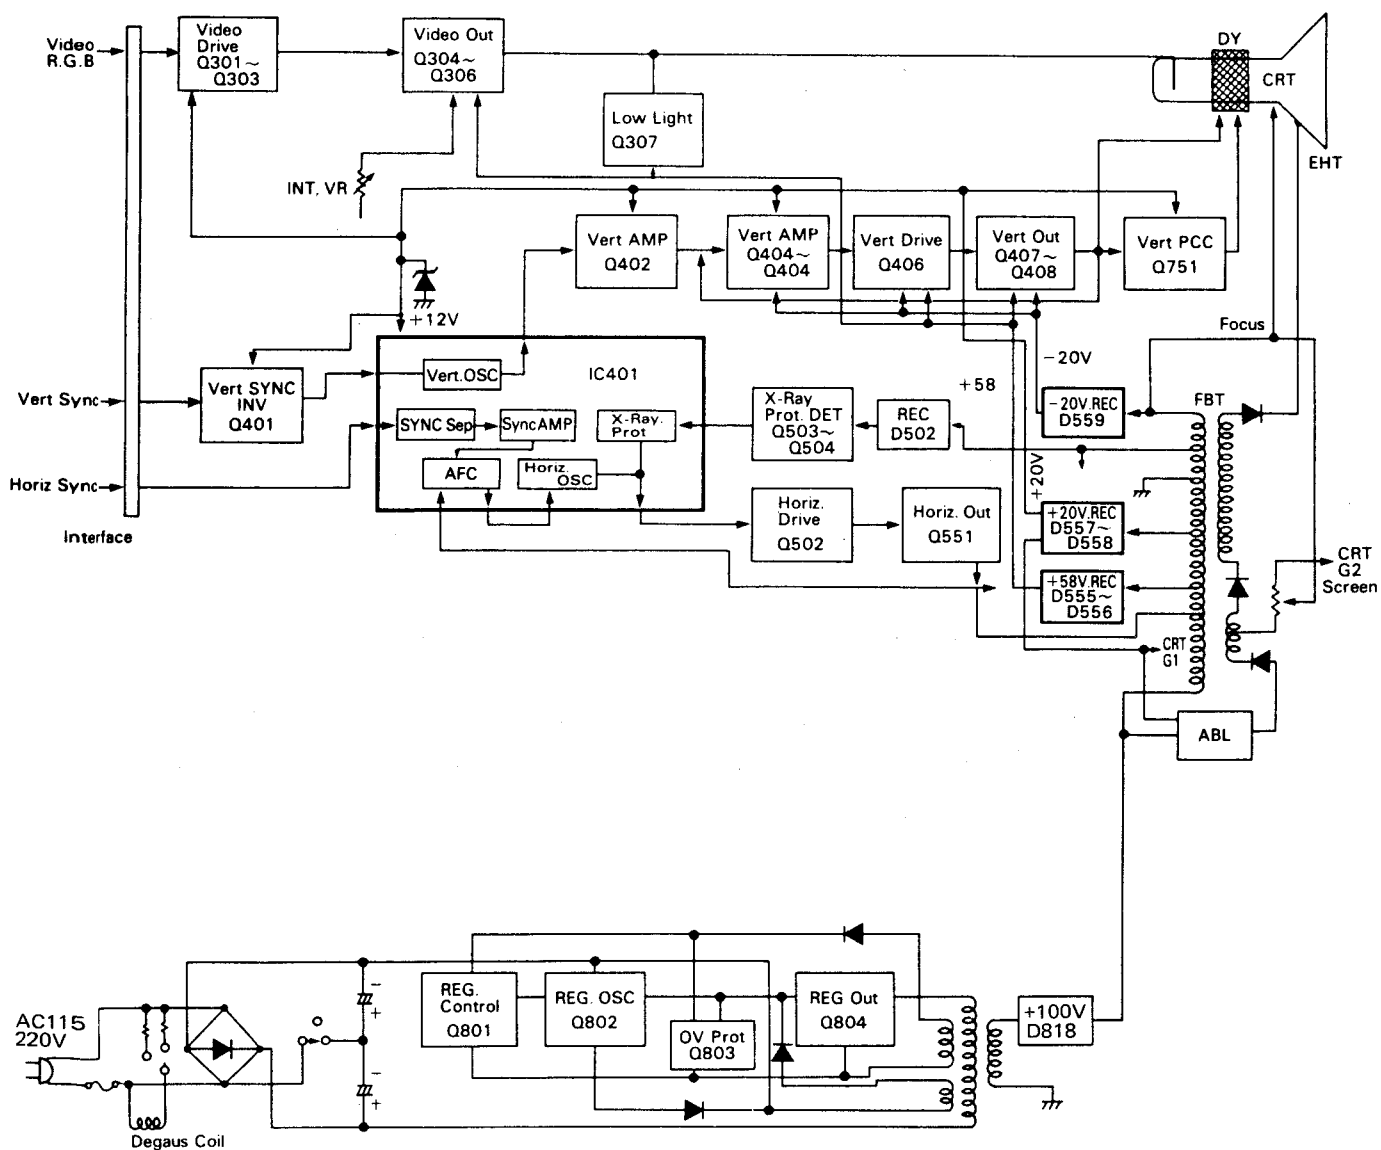 Video
R.G.B
Video
Drive
Q301~
Q303
Video Out
Q304~
Q306
DY
CRT
EHT
Low Light
Q307
INT, VR
Vert AMP
Q402
Vert AMP
Q404~
Q404
Vert Drive
Q406
Vert Out
Q407~
Q408
Vert PCC
Q751
+12V
Focus
-20V
+58
Vert Sync
Vert SYNC
INV
Q401
Vert.OSC
IC401
SYNC Sep
Sync AMP
X-Ray.
Prot
AFC
Horiz.
OSC
X-Ray
Prot. DET
Q503~
Q504
REC
D502
-20V.REC
D559
FBT
+20V
Horiz Sync
Interface
Horiz.
Drive
Q502
Horiz. Out
Q551
+20V.REC
D557~
D558
+58V.REC
D555~
D556
CRT
G2
Screen
CRT
G1
ABL
AC115
220V
Degaus Coil
REG.
Control
Q801
REG. OSC
Q802
OV Prot
Q803
REG Out
Q804
+100V
D818
-
+
-
+